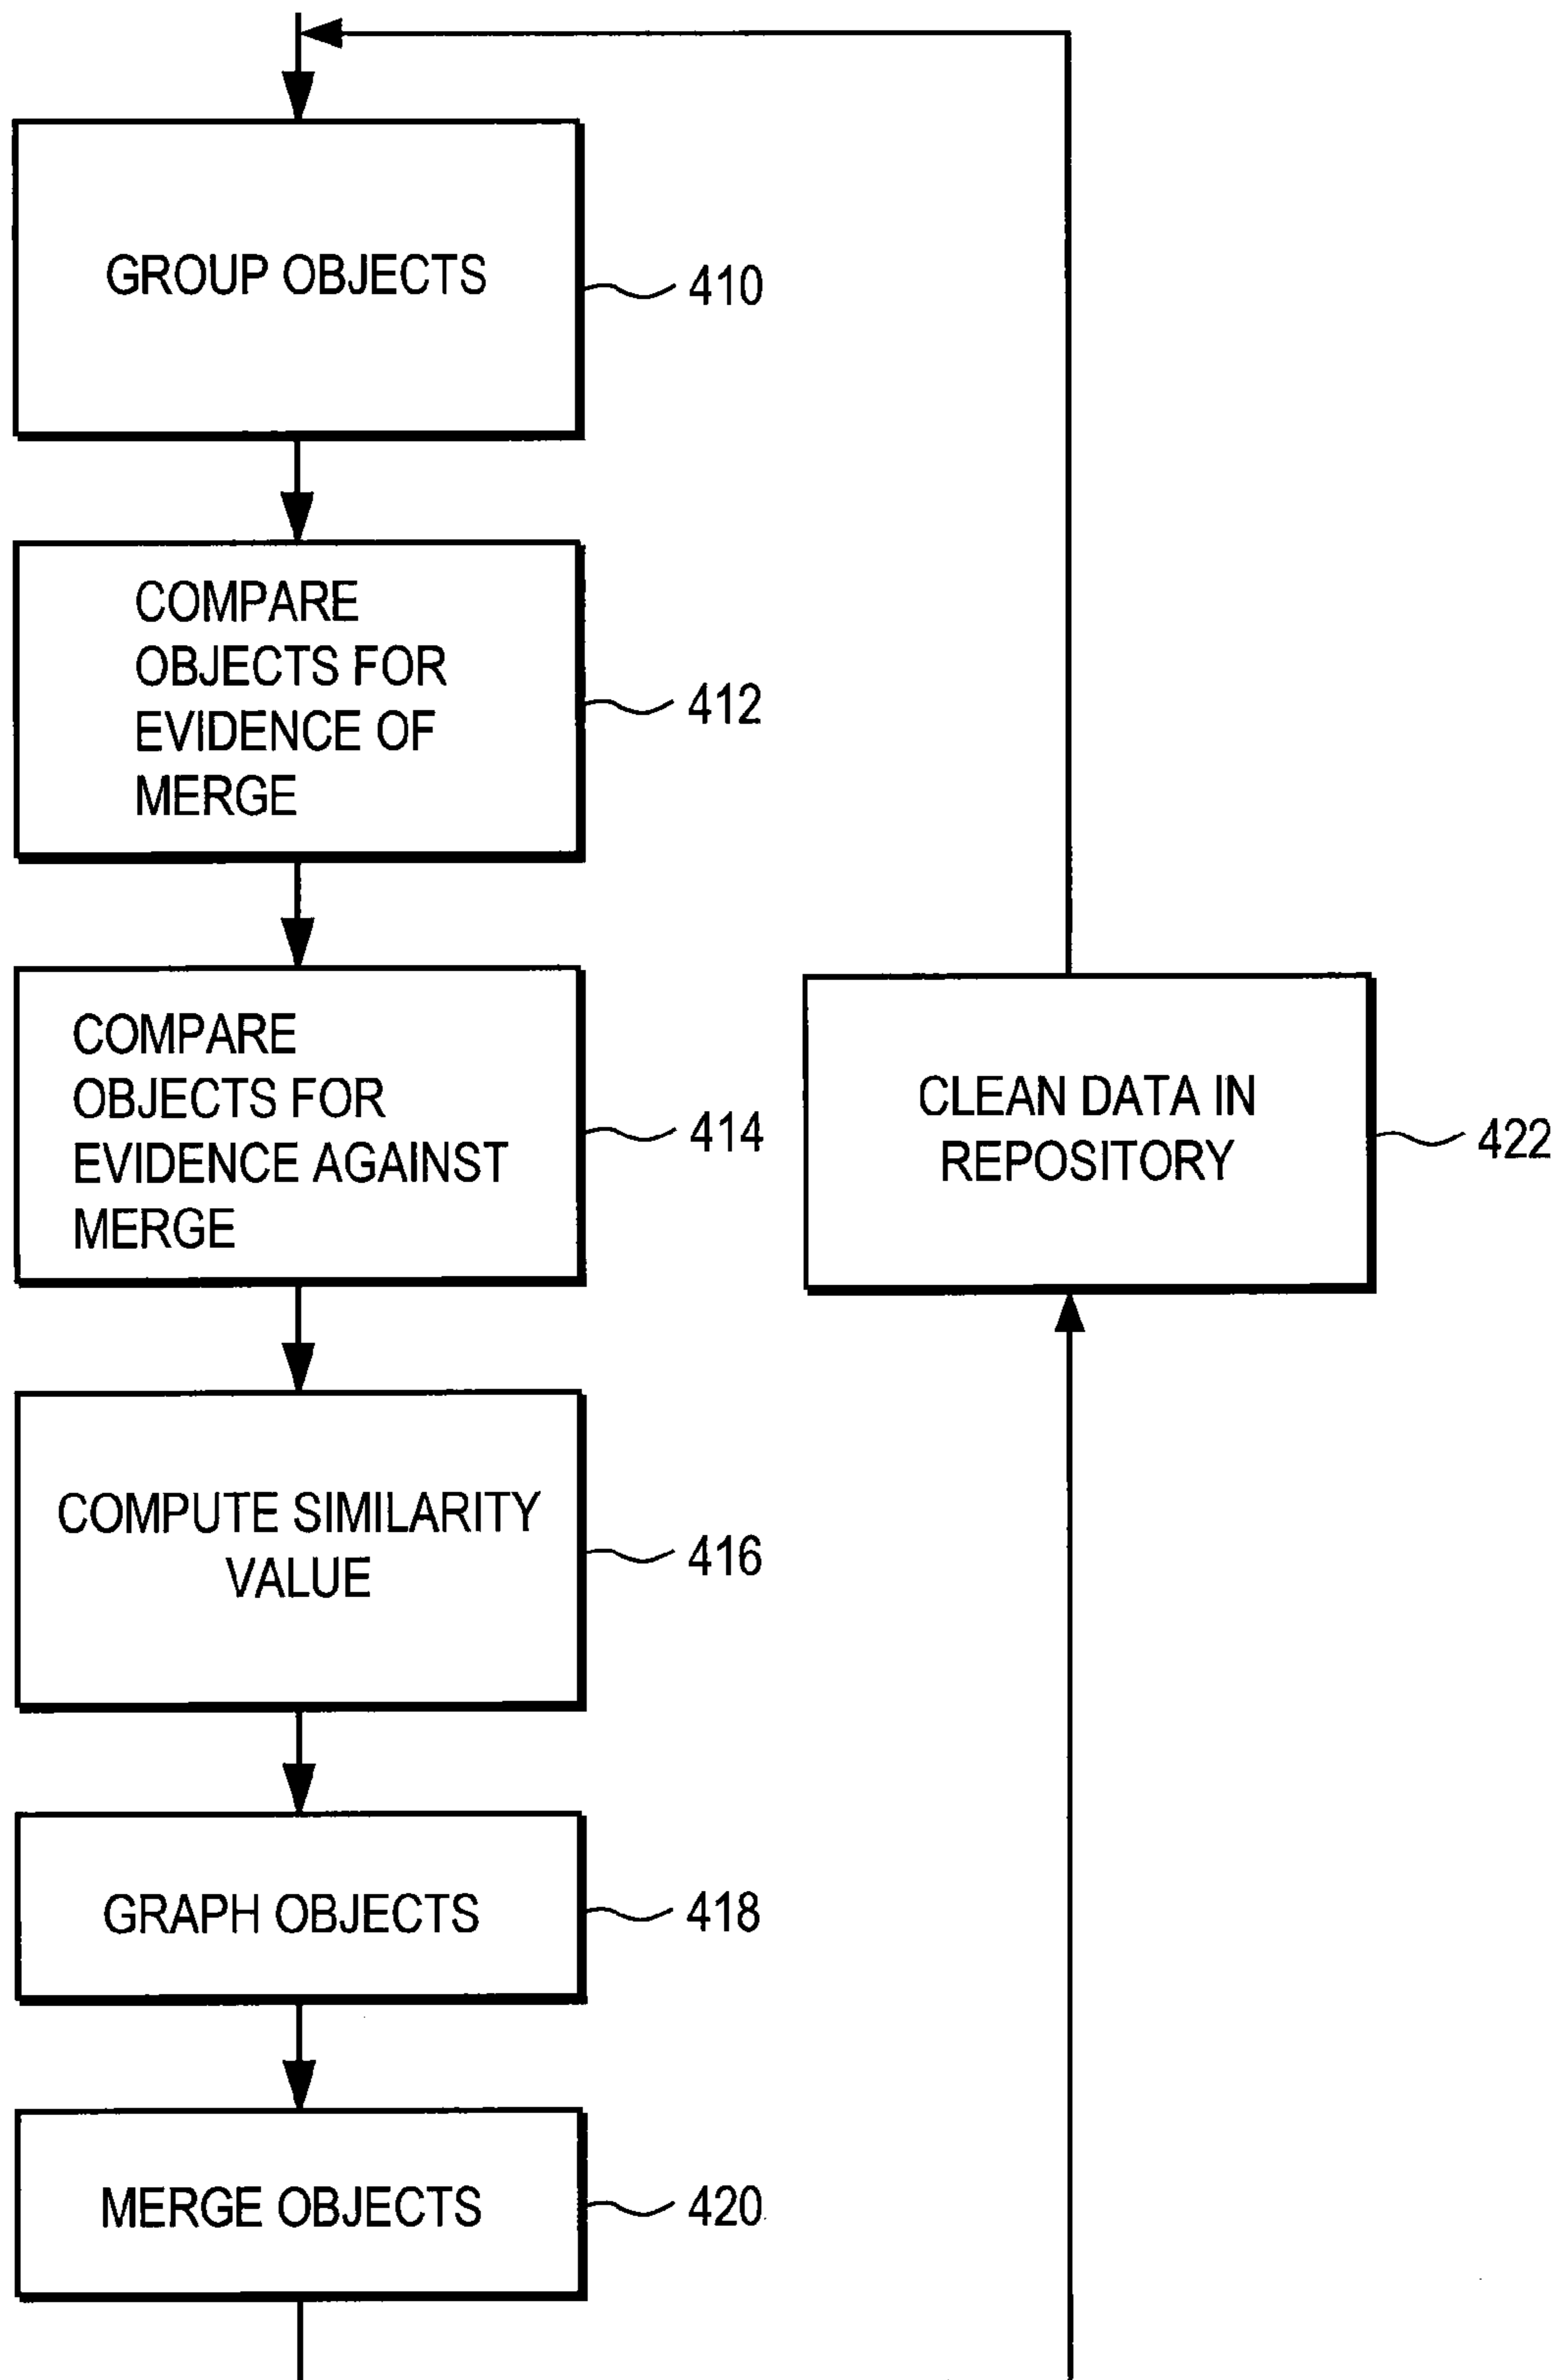 GROUP OBJECTS
410
COMPARE
OBJECTS FOR
EVIDENCE OF
MERGE
412
COMPARE
OBJECTS FOR
EVIDENCE AGAINST
MERGE
414
CLEAN DATA IN
REPOSITORY
422
COMPUTE SIMILARITY
VALUE
416
GRAPH OBJECTS
418
MERGE OBJECTS
420